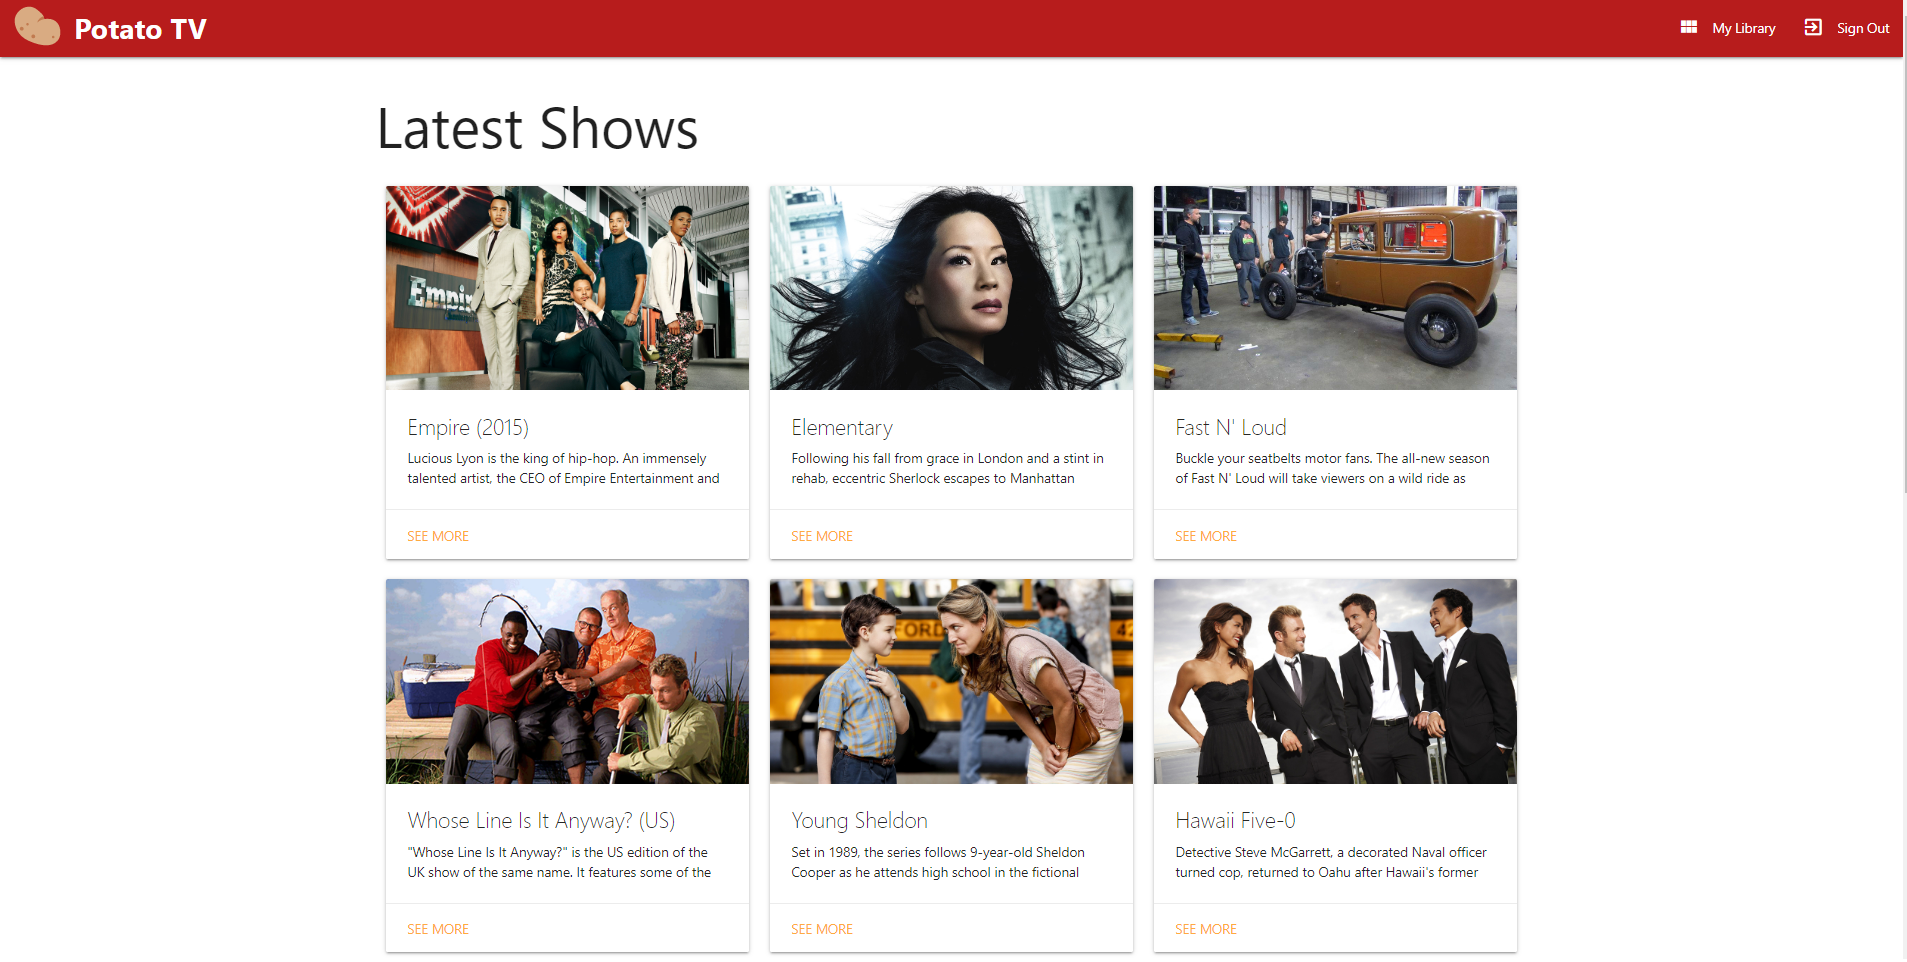 Potato TV
My Library
Sign Out
Latest Shows
Empire
Empire (2015)
Lucious Lyon is the king of hip-hop. An immensely
talented artist, the CEO of Empire Entertainment and
SEE MORE
Elementary
Following his fall from grace in London and a stint in
rehab, eccentric Sherlock escapes to Manhattan
SEE MORE
Fast N' Loud
Buckle your seatbelts motor fans. The all-new season
of Fast N' Loud will take viewers on a wild ride as
SEE MORE
FORD
42
Whose Line Is It Anyway? (US)
"Whose Line Is It Anyway?" is the US edition of the
UK show of the same name. It features some of the
SEE MORE
Young Sheldon
Set in 1989, the series follows 9-year-old Sheldon
Cooper as he attends high school in the fictional
SEE MORE
Hawaii Five-0
Detective Steve McGarrett, a decorated Naval officer
turned cop, returned to Oahu after Hawaii's former
SEE MORE